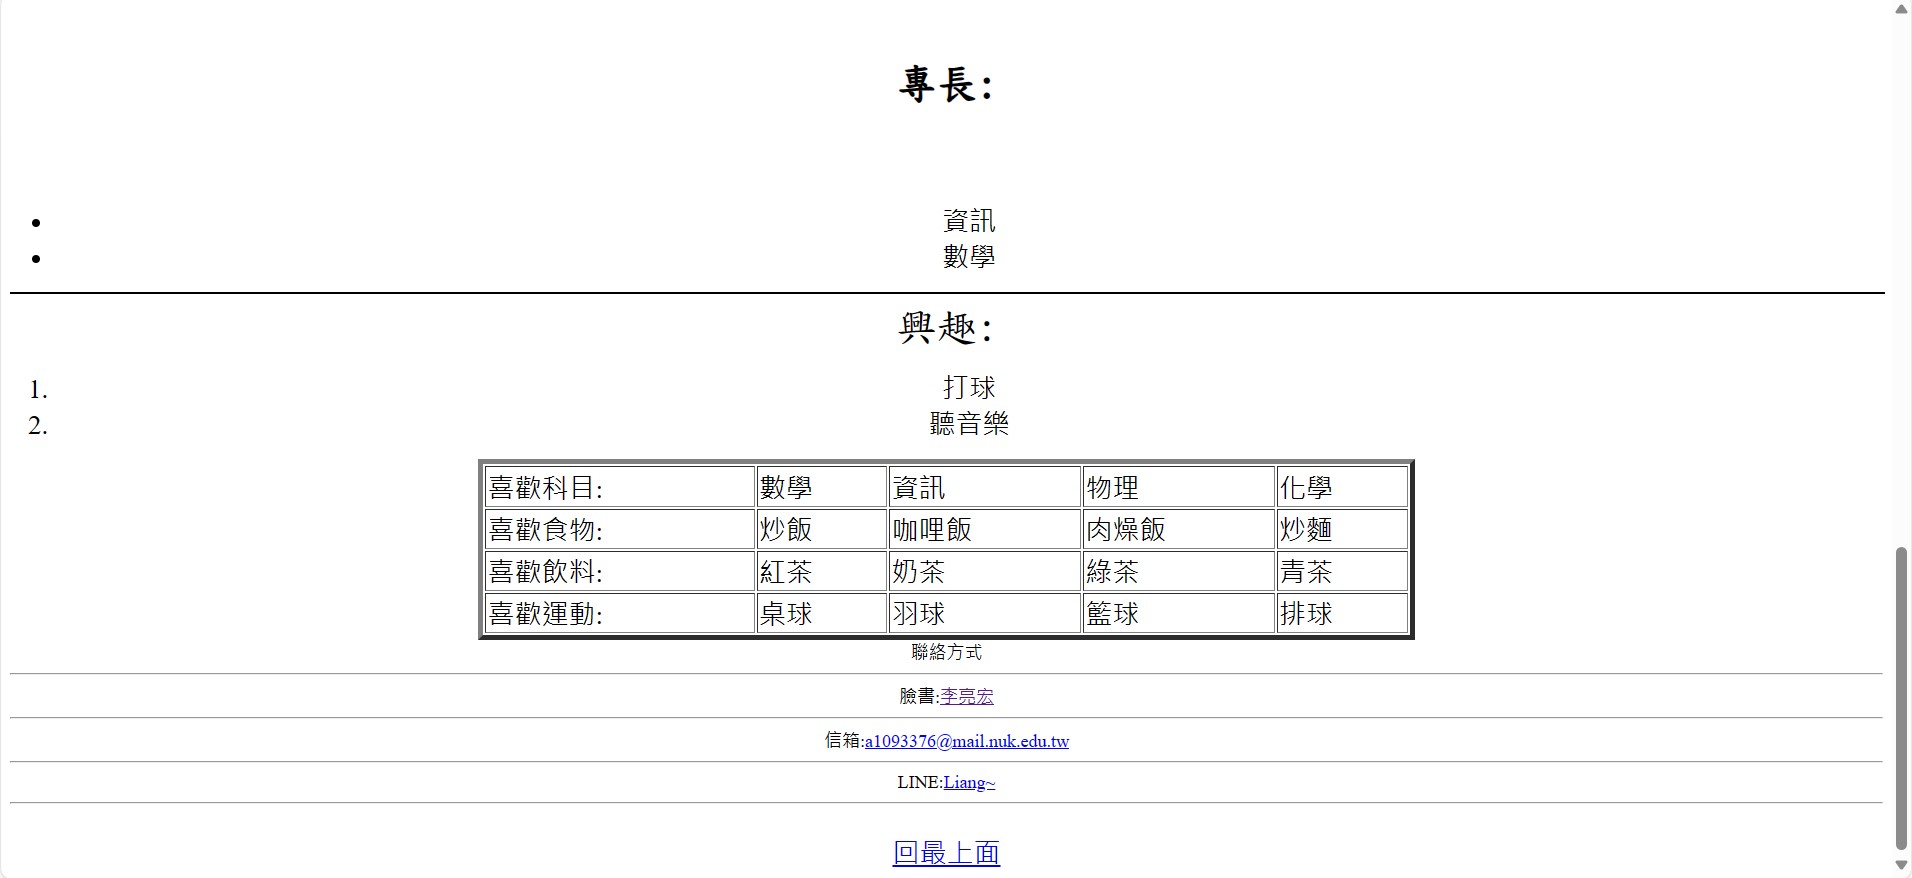 專長:
• 資訊
• 數學
興趣:
1. 打球
2. 聽音樂
喜歡科目: 數學 資訊 物理 化學
喜歡食物: 炒飯 咖哩飯 肉燥飯 炒麵
喜歡飲料: 紅茶 奶茶 綠茶 青茶
喜歡運動: 桌球 羽球 籃球 排球
聯絡方式
臉書:李亮宏
信箱:a1093376@mail.nuk.edu.tw
LINE:Liang~
回最上面